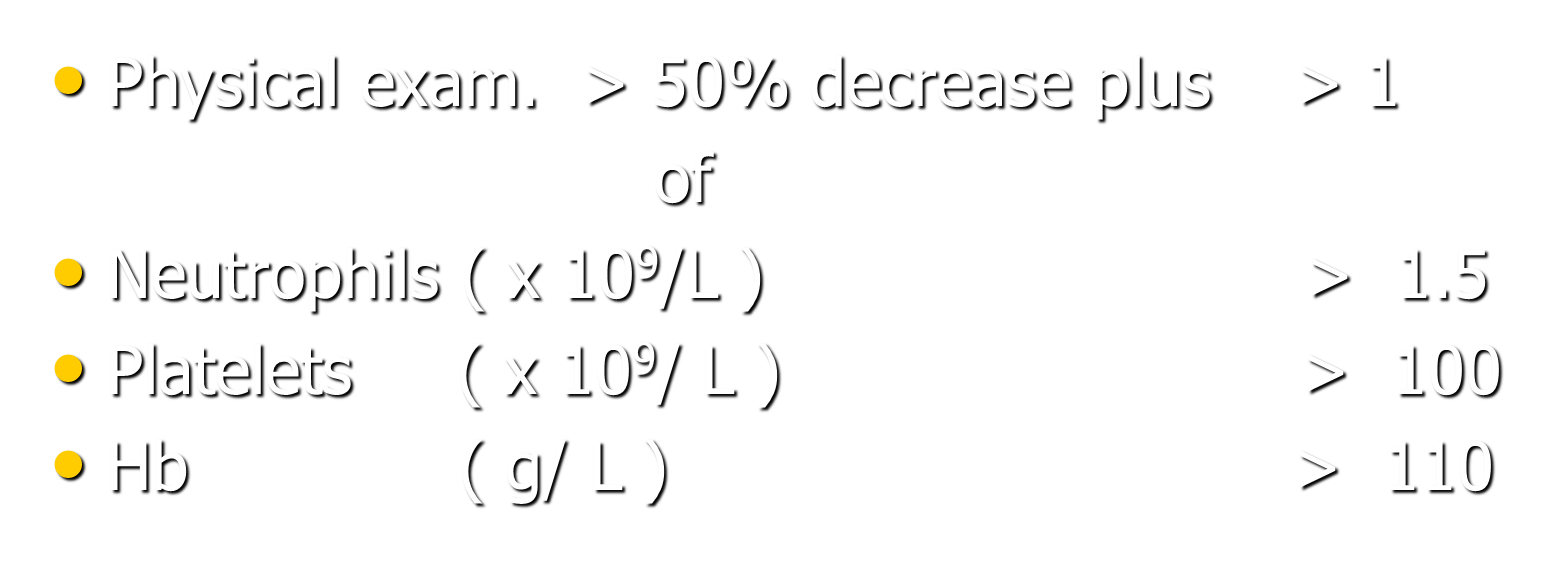 • Physical exam. > 50% decrease plus > 1
of
• Neutrophils ( x 10⁹/L ) > 1.5
• Platelets ( x 10⁹/ L ) > 100
• Hb ( g/ L ) > 110